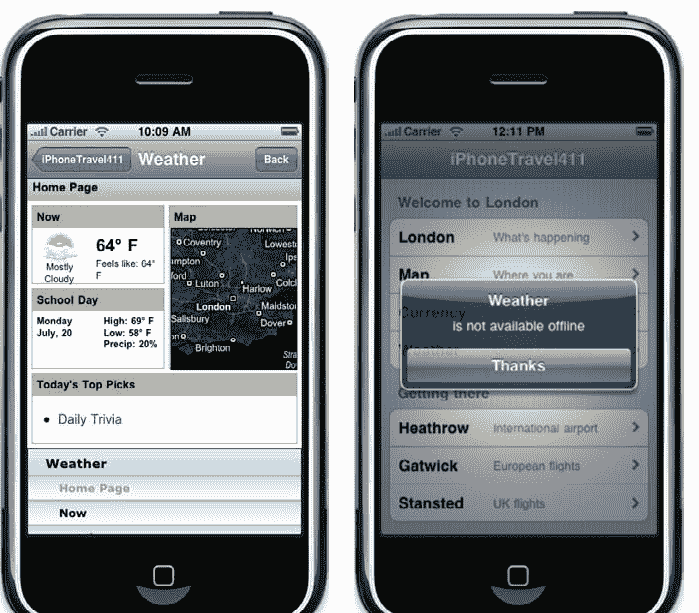 Carrier 10:09 AM
iPhoneTravel411 Weather Back
Home Page
Now
64° F
Feels like: 64°
F
Mostly
Cloudy
Map
Coventry
Lowest
Luton
Harlow
London
Salisbury
Maidsto
Dover
Brighton
School Day
Monday
July, 20
High: 69° F
Low: 58° F
Precip: 20%
Today's Top Picks
• Daily Trivia
Weather
Home Page
Now
Carrier 12:11 PM
iPhoneTravel411
Welcome to London
London What's happening
Map Where you are
Currency
Weather
is not available offline
Thanks
Weather
Getting there
Heathrow International airport
Gatwick European flights
Stansted UK flights